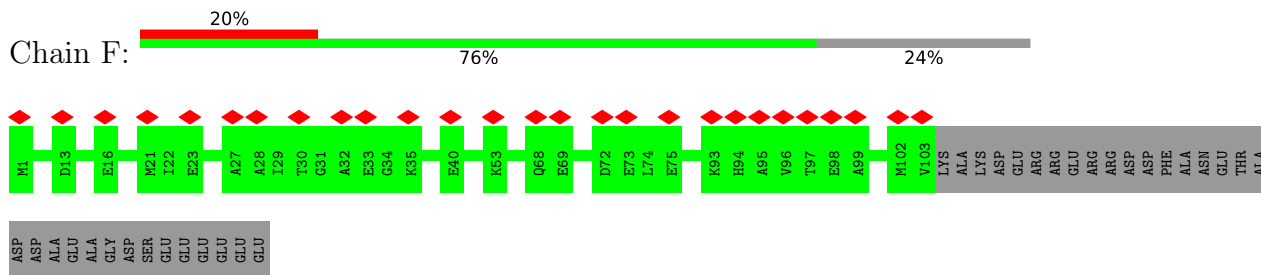 20%
Chain F:
76%
24%
M1 D13 E16 M21 I22 E23 A27 A28 I29 T30 G31 A32 E33 G34 K35 E40 K53 Q68 E69 D72 E73 L74 E75 K93 H94 A95 V96 T97 E98 A99 M102 V103 LYS ALA LYS ASP GLU ARG ARG GLU ARG ARG ASP ASP PHE ALA ASN GLU THR ALA
ASP ASP ALA GLU ALA GLY ASP SER GLU GLU GLU GLU GLU GLU